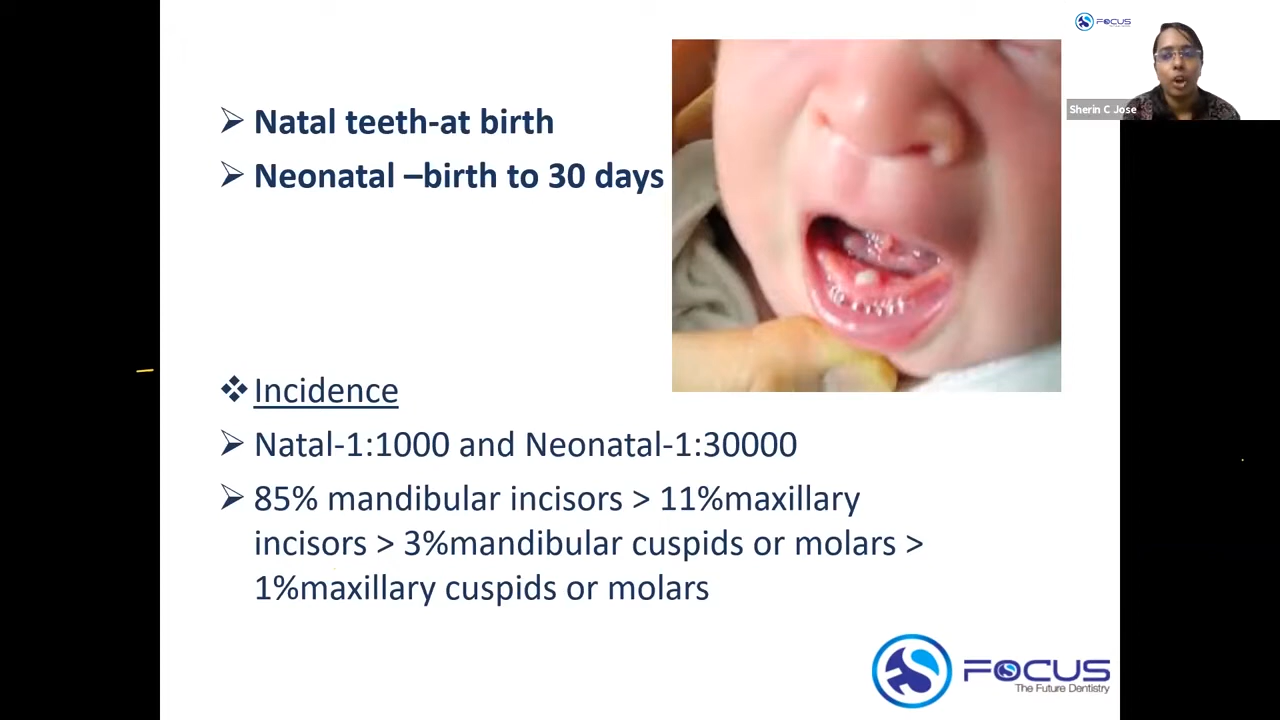 FOCUS
Sherin C Jose
Natal teeth-at birth
Neonatal –birth to 30 days
Incidence
Natal-1:1000 and Neonatal-1:30000
85% mandibular incisors > 11%maxillary
incisors > 3%mandibular cuspids or molars >
1%maxillary cuspids or molars
FOCUS
The Future Dentistry